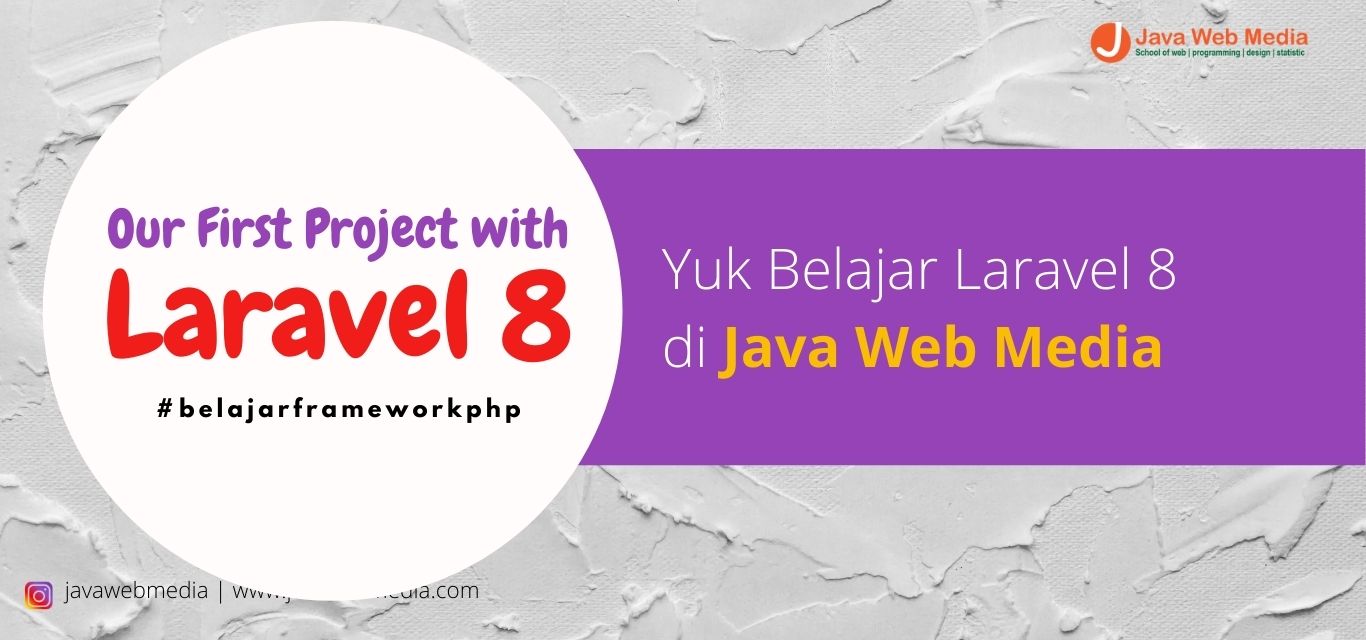 Java Web Media
School of web | programming | design | statistic
Our First Project with
Laravel 8
#belajarframeworkphp
Yuk Belajar Laravel 8
di Java Web Media
javawebmedia |